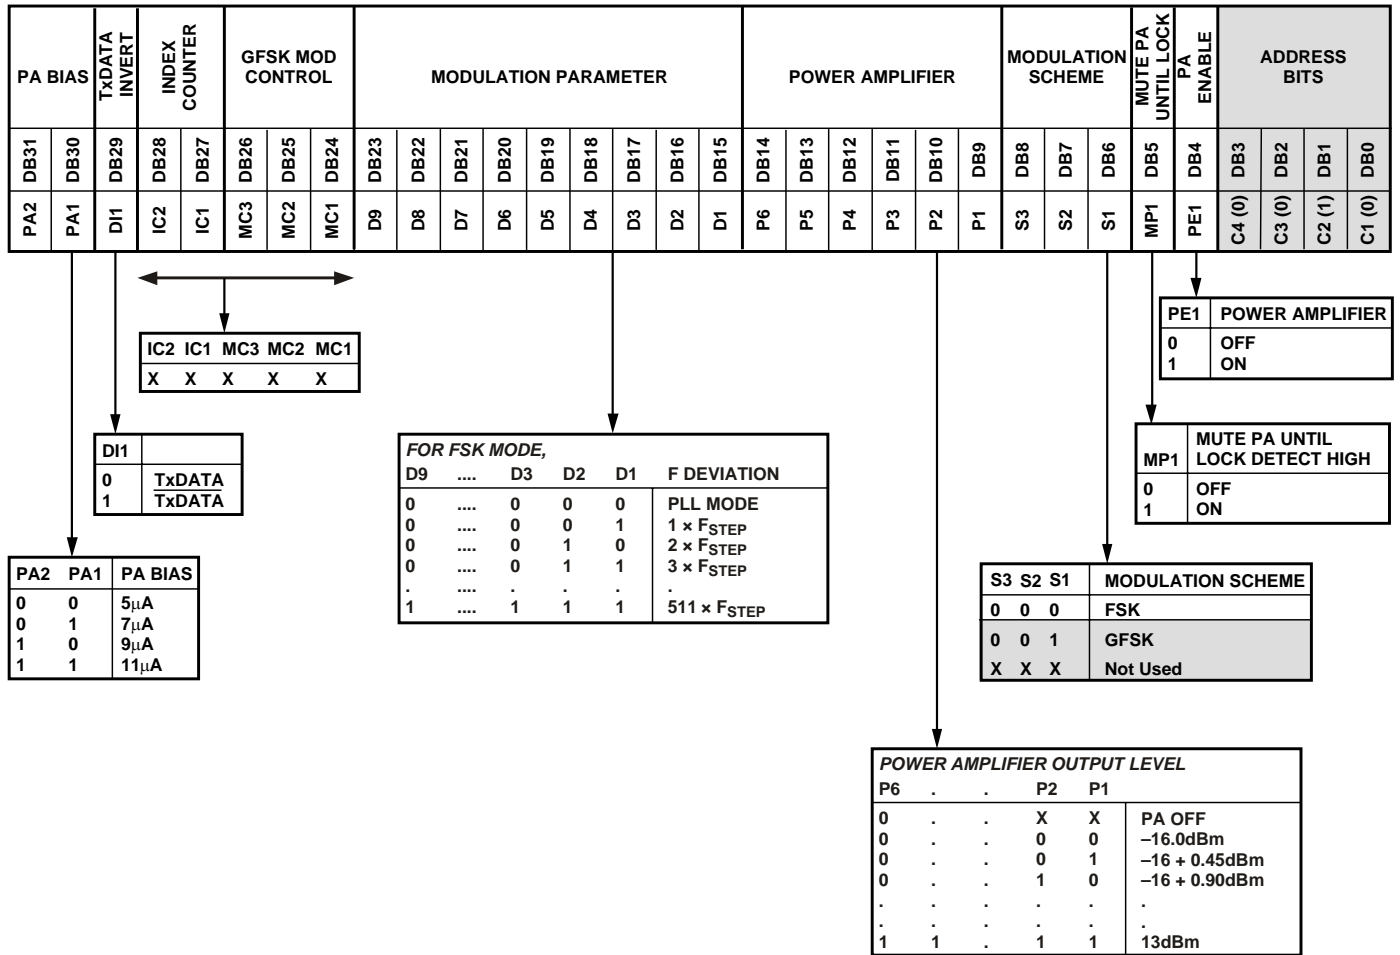 PA BIAS
TxDATA
INVERT
INDEX
COUNTER
GFSK MOD
CONTROL
MODULATION PARAMETER
POWER AMPLIFIER
MODULATION
SCHEME
MUTE PA
UNTIL LOCK
PA
ENABLE
ADDRESS
BITS
DB31 DB30 DB29 DB28 DB27 DB26 DB25 DB24 DB23 DB22 DB21 DB20 DB19 DB18 DB17 DB16 DB15 DB14 DB13 DB12 DB11 DB10 DB9 DB8 DB7 DB6 DB5 DB4 DB3 DB2 DB1 DB0
PA2 PA1 DI1 IC2 IC1 MC3 MC2 MC1 D9 D8 D7 D6 D5 D4 D3 D2 D1 P6 P5 P4 P3 P2 P1 S3 S2 S1 MP1 PE1 C4 (0) C3 (0) C2 (1) C1 (0)
IC2 IC1 MC3 MC2 MC1
X X X X X
PE1 POWER AMPLIFIER
0 OFF
1 ON
DI1
0 TxDATA
1 T̅x̅D̅A̅T̅A̅
FOR FSK MODE,
D9 .... D3 D2 D1 F DEVIATION
0 .... 0 0 0 PLL MODE
0 .... 0 0 1 1 × FSTEP
0 .... 0 1 0 2 × FSTEP
0 .... 0 1 1 3 × FSTEP
. .... . . . .
1 .... 1 1 1 511 × FSTEP
MP1 MUTE PA UNTIL
LOCK DETECT HIGH
0 OFF
1 ON
PA2 PA1 PA BIAS
0 0 5µA
0 1 7µA
1 0 9µA
1 1 11µA
S3 S2 S1 MODULATION SCHEME
0 0 0 FSK
0 0 1 GFSK
X X X Not Used
POWER AMPLIFIER OUTPUT LEVEL
P6 . . P2 P1
0 . . X X PA OFF
0 . . 0 0 –16.0dBm
0 . . 0 1 –16 + 0.45dBm
0 . . 1 0 –16 + 0.90dBm
. . . . . .
. . . . . .
1 1 . 1 1 13dBm